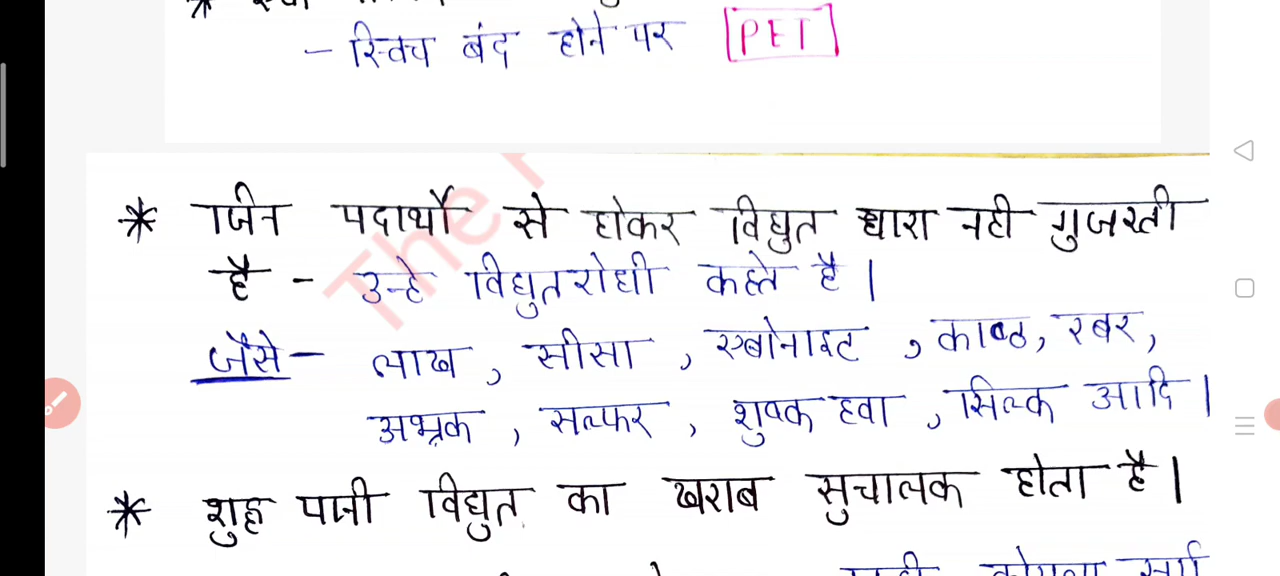 – स्विच बंद होने पर PET
* जिन पदार्थो से होकर विद्युत धारा नही गुजरती
है – उन्हे विद्युतरोधी कहते है।
जैसे – लाख, सीसा, एबोनाइट, काष्ठ, रबर,
अभ्रक, सल्फर, शुष्क हवा, सिल्क आदि।
* शुद्ध पानी विद्युत का खराब सुचालक होता है।